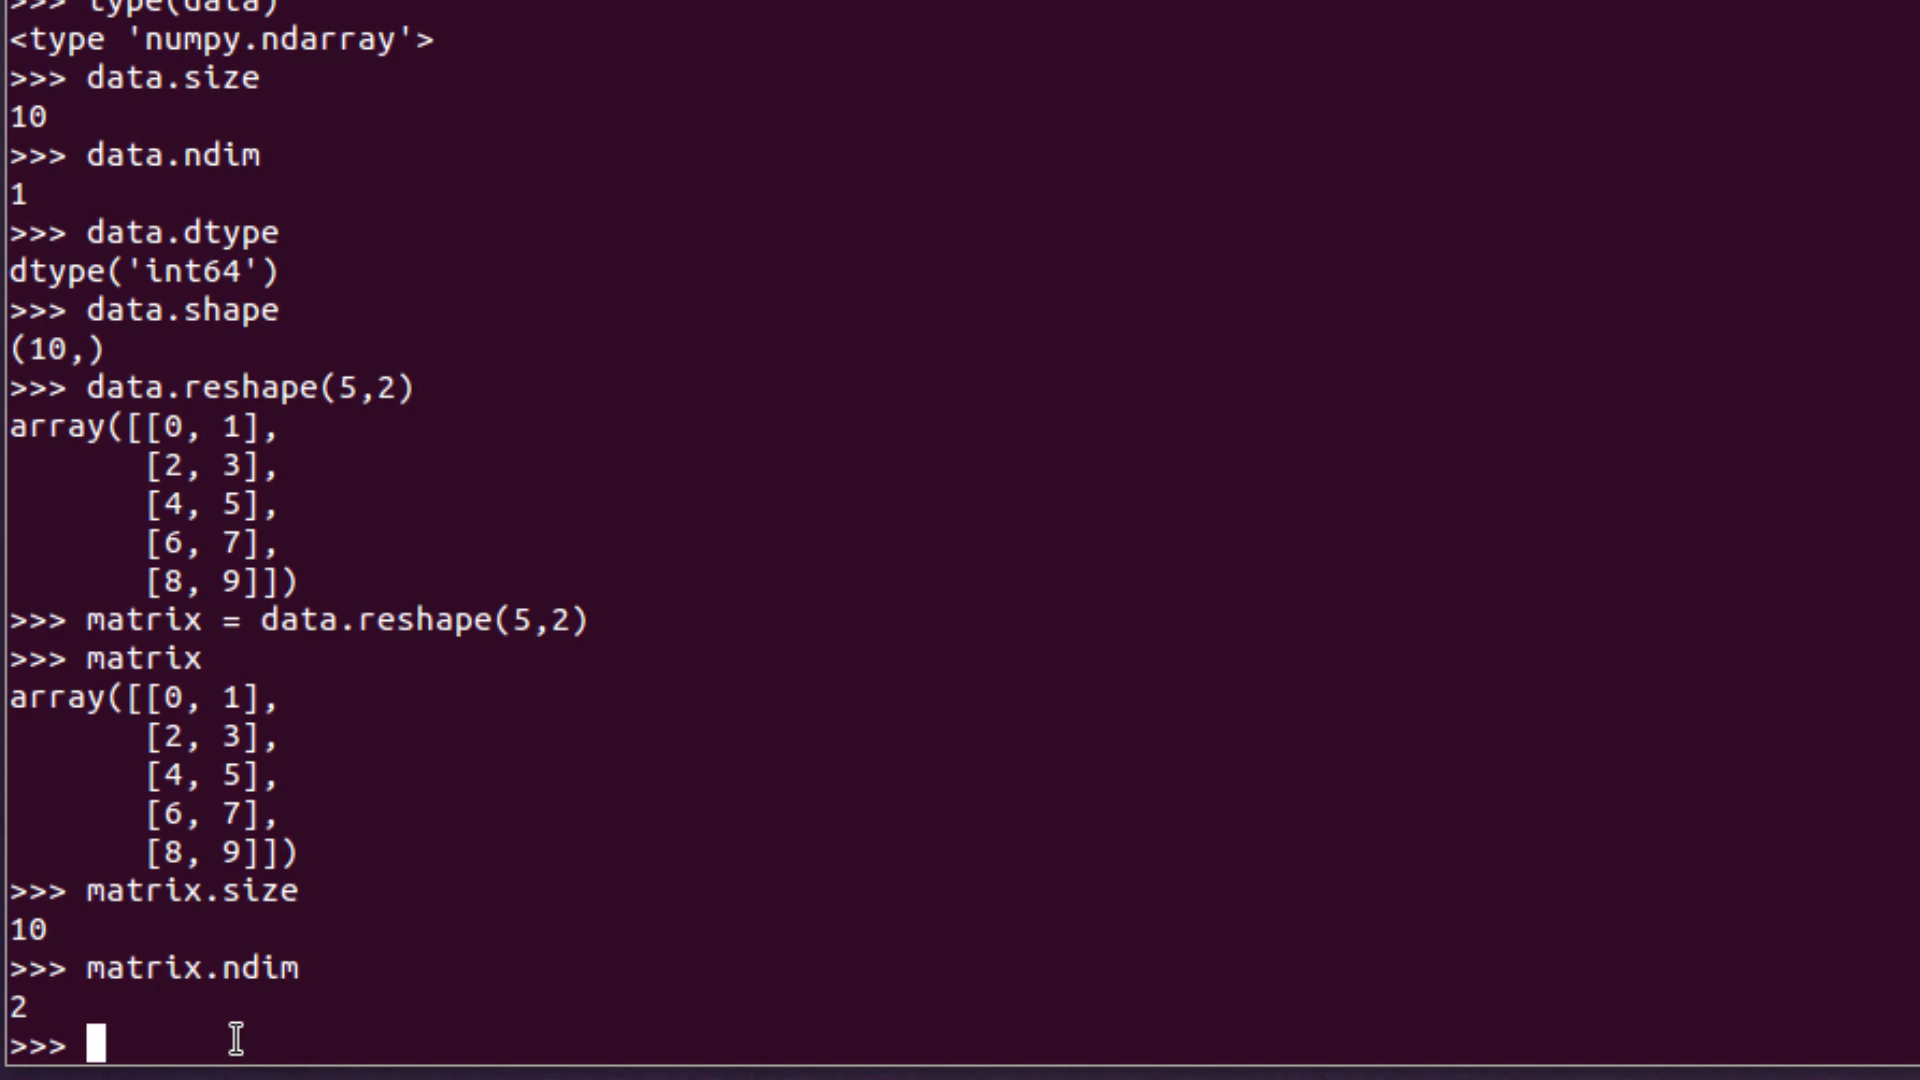 >>> type(data)
<type 'numpy.ndarray'>
>>> data.size
10
>>> data.ndim
1
>>> data.dtype
dtype('int64')
>>> data.shape
(10,)
>>> data.reshape(5,2)
array([[0, 1],
       [2, 3],
       [4, 5],
       [6, 7],
       [8, 9]])
>>> matrix = data.reshape(5,2)
>>> matrix
array([[0, 1],
       [2, 3],
       [4, 5],
       [6, 7],
       [8, 9]])
>>> matrix.size
10
>>> matrix.ndim
2
>>>